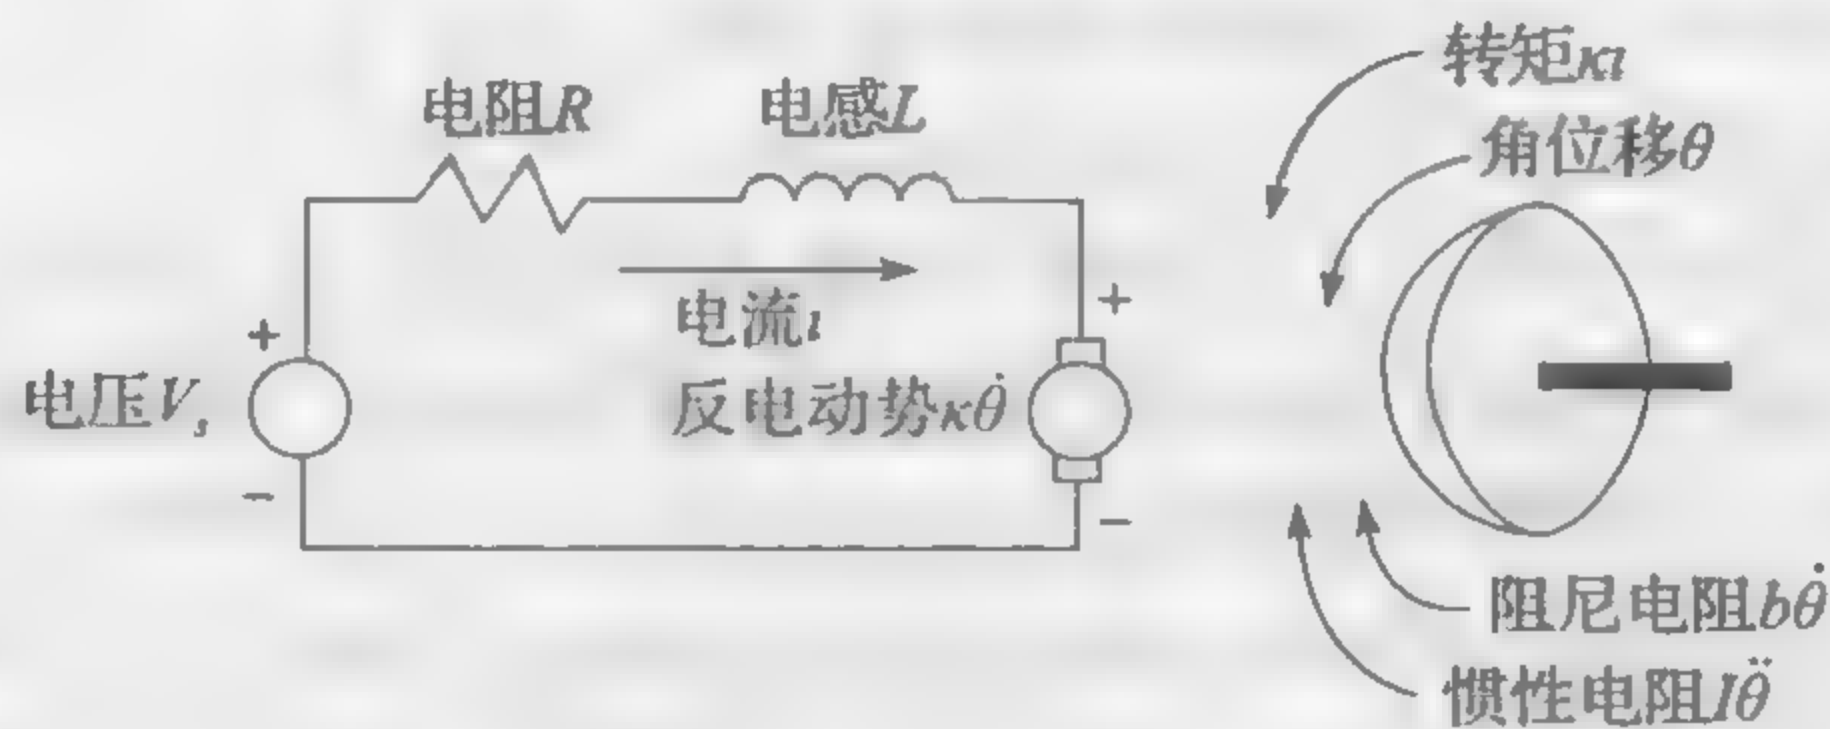 电阻R
电感L
转矩κι
角位移θ
+
电流ι
+
电压Vs
反电动势κθ̇
−
−
阻尼电阻bθ̇
惯性电阻Iθ̈